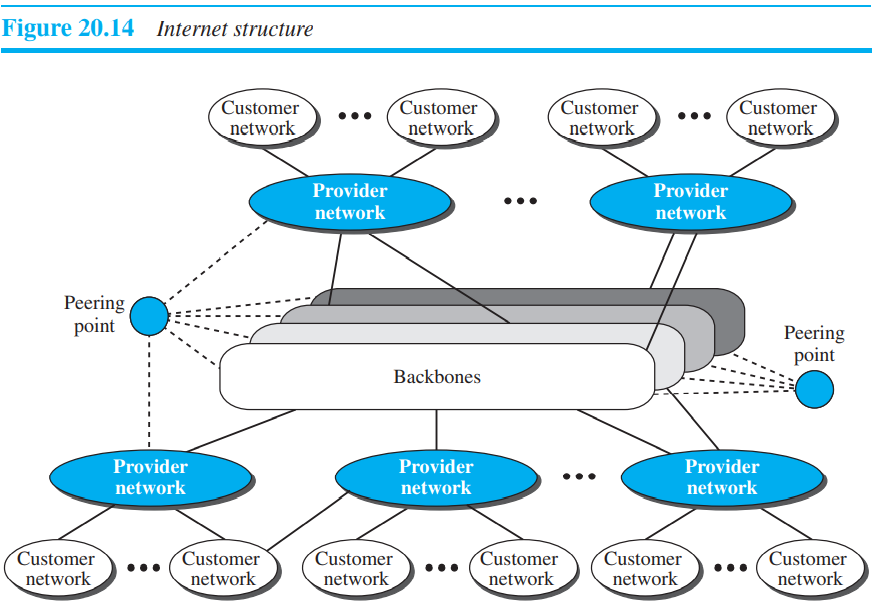 Figure 20.14 Internet structure
Customer
network
Customer
network
Customer
network
Customer
network
Provider
network
Provider
network
Peering
point
Peering
point
Backbones
Provider
network
Provider
network
Provider
network
Customer
network
Customer
network
Customer
network
Customer
network
Customer
network
Customer
network